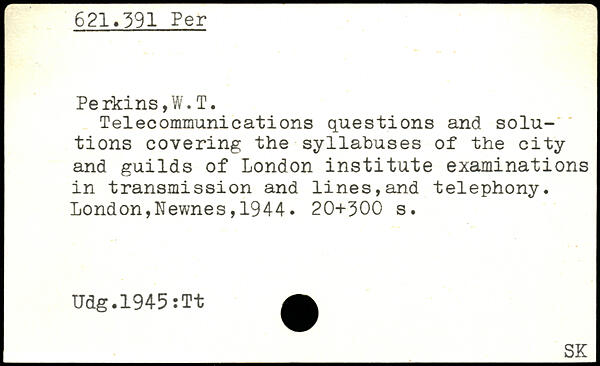 621.391 Per
Perkins,W.T.
Telecommunications questions and solu-
tions covering the syllabuses of the city
and guilds of London institute examinations
in transmission and lines,and telephony.
London,Newnes,1944. 20+300 s.
Udg.1945:Tt
SK